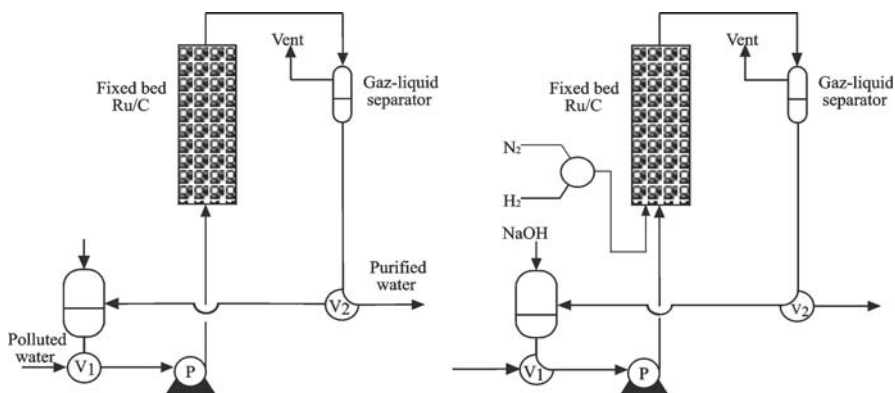 Vent
Fixed bed
Ru/C
Gaz-liquid
separator
Purified
water
V2
Polluted
water
V1
P
Vent
Fixed bed
Ru/C
Gaz-liquid
separator
N2
H2
NaOH
V2
V1
P